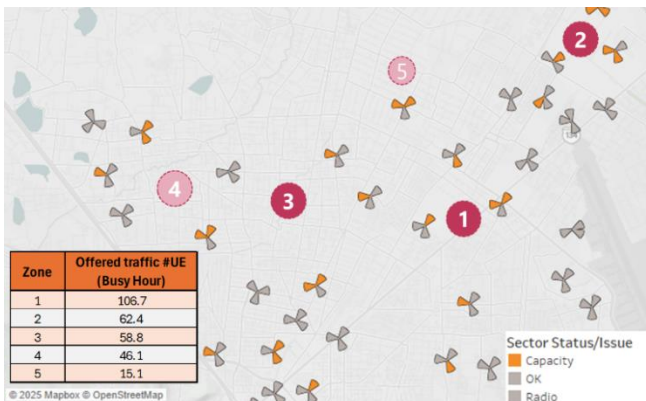 2
5
4
3
1
Zone Offered traffic #UE
(Busy Hour)
1 106.7
2 62.4
3 58.8
4 46.1
5 15.1
Sector Status/Issue
Capacity
OK
Radio
© 2025 Mapbox © OpenStreetMap